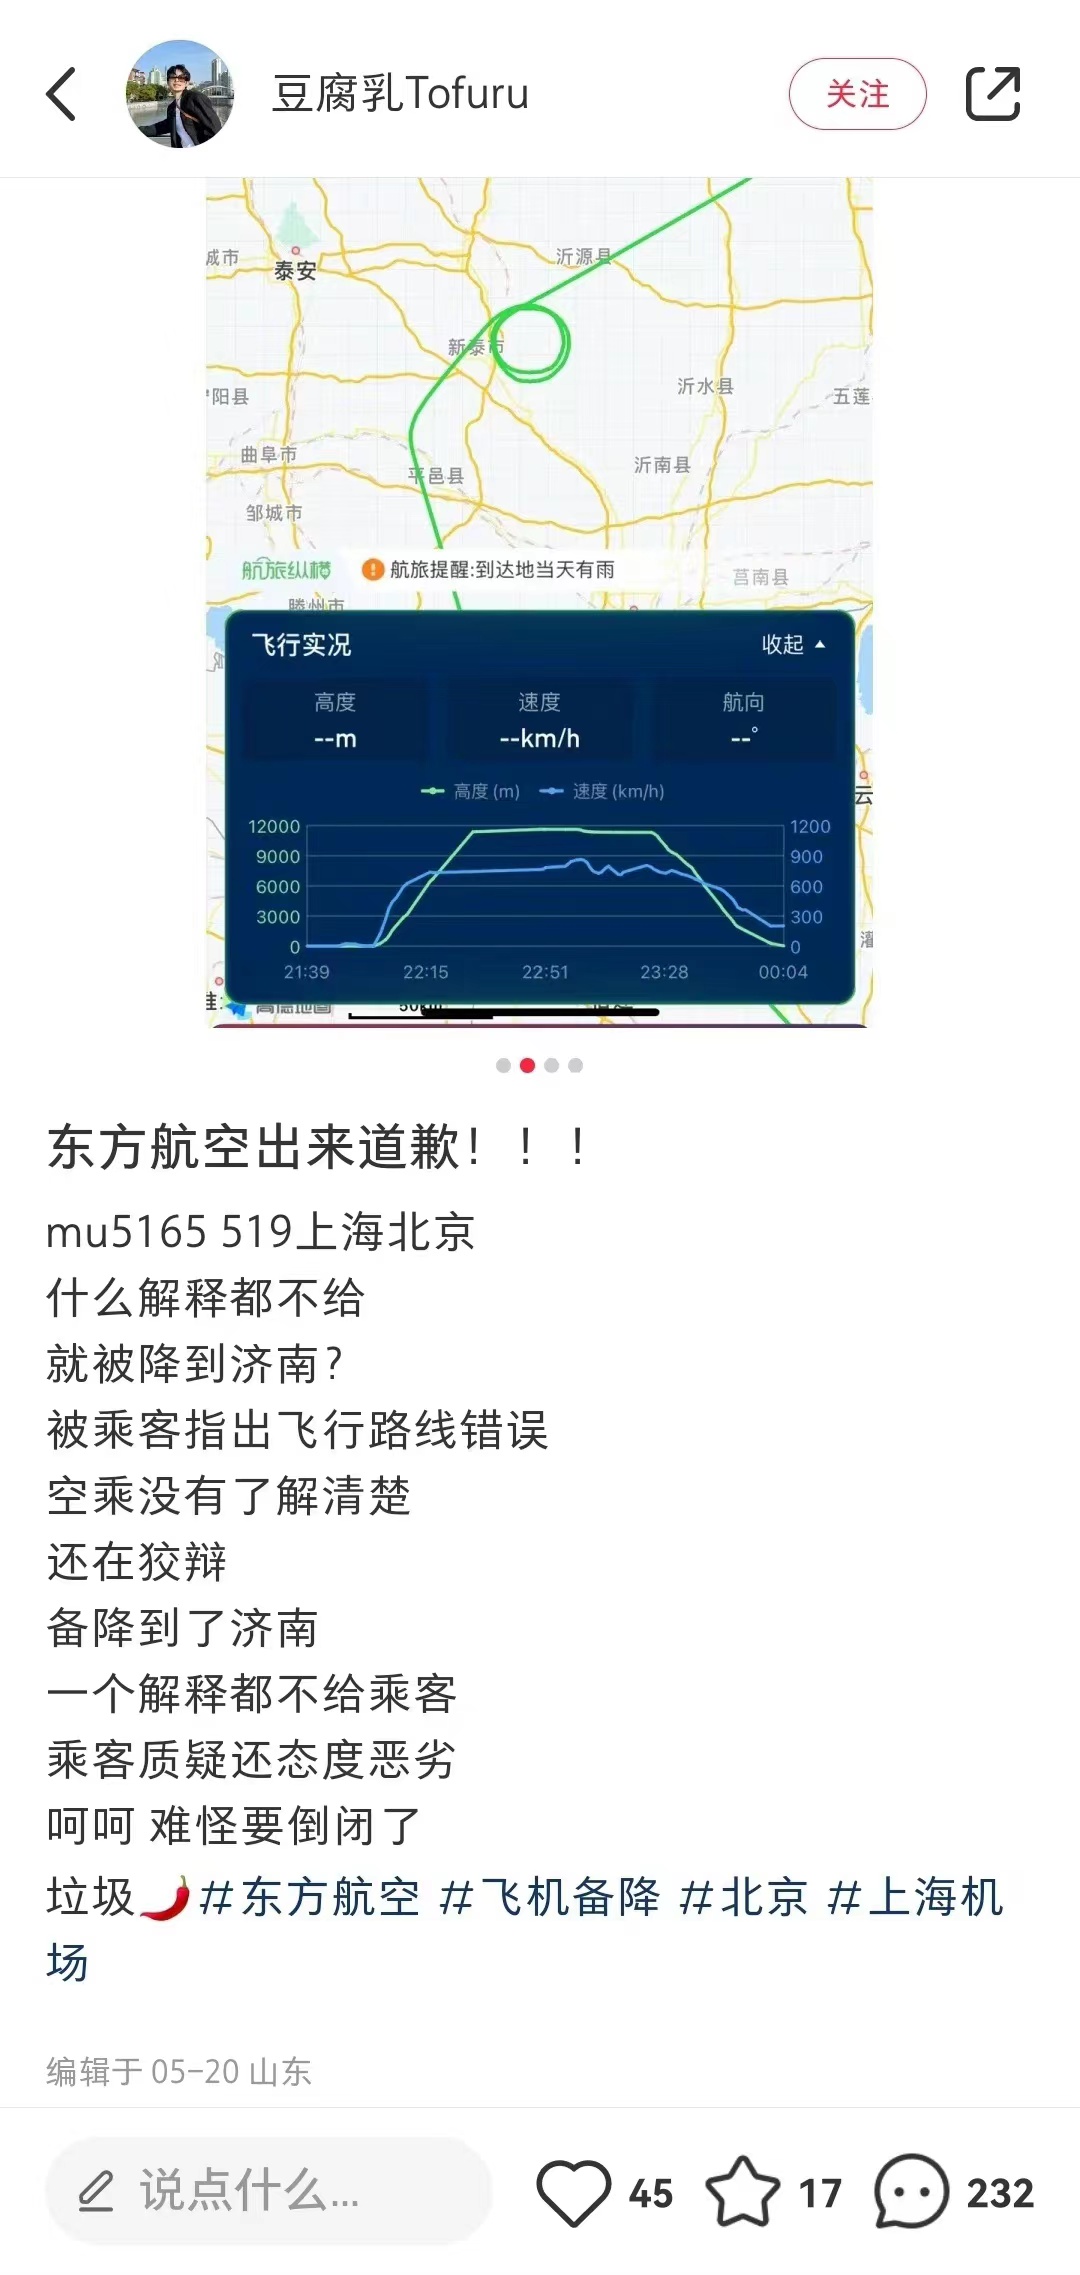 豆腐乳Tofuru
关注
城市
泰安
沂源县
新泰市
沂水县
阳县
五莲
曲阜市
平邑县
沂南县
邹城市
航旅纵横
航旅提醒:到达地当天有雨
莒南县
滕州市
飞行实况
收起
高度
速度
航向
--m
--km/h
--°
高度 (m)
速度 (km/h)
12000
1200
9000
900
6000
600
3000
300
0
0
21:39
22:15
22:51
23:28
00:04
云
高德地图
50km
东方航空出来道歉！！！
mu5165 519上海北京
什么解释都不给
就被降到济南？
被乘客指出飞行路线错误
空乘没有了解清楚
还在狡辩
备降到了济南
一个解释都不给乘客
乘客质疑还态度恶劣
呵呵 难怪要倒闭了
垃圾🌶️#东方航空 #飞机备降 #北京 #上海机
场
编辑于 05-20 山东
说点什么...
45
17
232